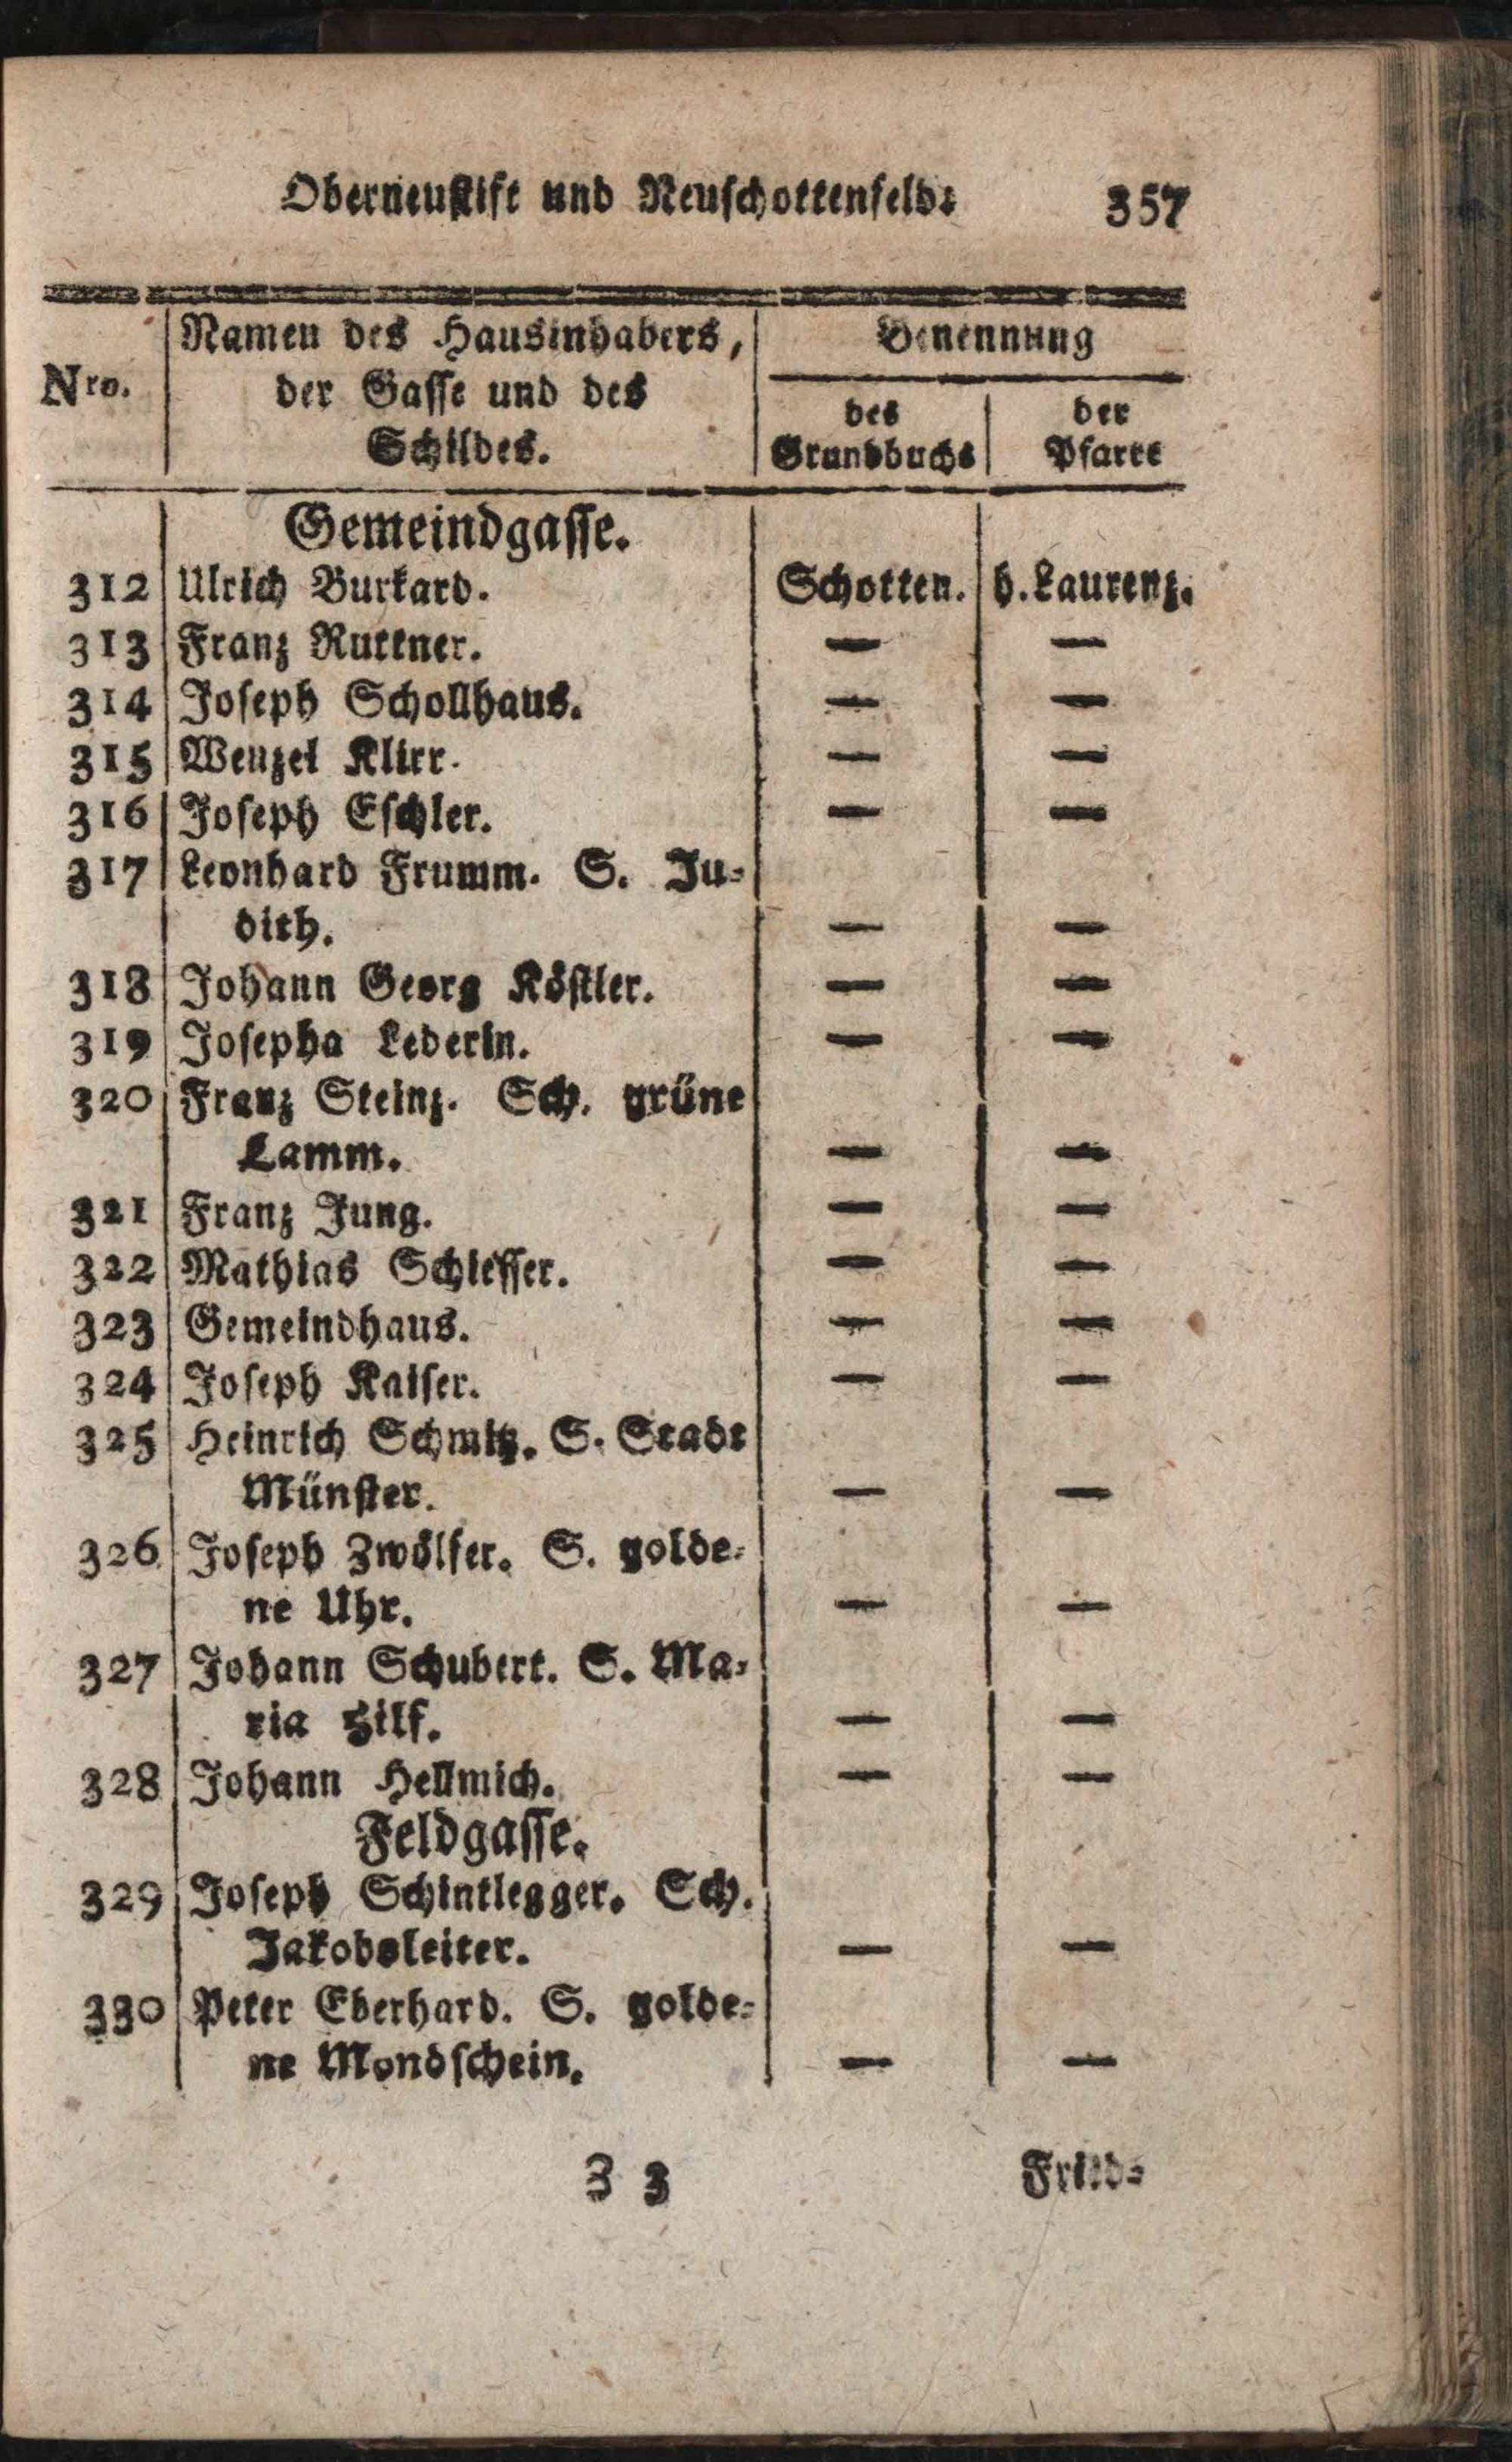 Oberneustift und Neuschottenfeld. 357
Nro.
Namen des Hausinhabers,
der Gasse und des
Schildes.
Benennung
des
Grundbuchs
der
Pfarre
Gemeindgasse.
312 Ulrich Burkard. Schotten. h. Laurenz.
313 Franz Ruttner. — —
314 Joseph Schollhaus. — —
315 Wenzel Klirr. — —
316 Joseph Eschler. — —
317 Leonhard Frumm. S. Ju-
dith. — —
318 Johann Georg Köstler. — —
319 Josepha Lederin. — —
320 Franz Steinz. Sch. grüne
Lamm. — —
321 Franz Jung. — —
322 Mathias Schiesser. — —
323 Gemeindhaus. — —
324 Joseph Kaiser. — —
325 Heinrich Schmitz. S. Stadt
Münster. — —
326 Joseph Zwölfer. S. golde-
ne Uhr. — —
327 Johann Schubert. S. Ma-
ria Hilf. — —
328 Johann Hellmich. — —
Feldgasse.
329 Joseph Schintlegger. Sch.
Jakobsleiter. — —
330 Peter Eberhard. S. golde-
ne Mondschein. — —
Z 3 Fried-